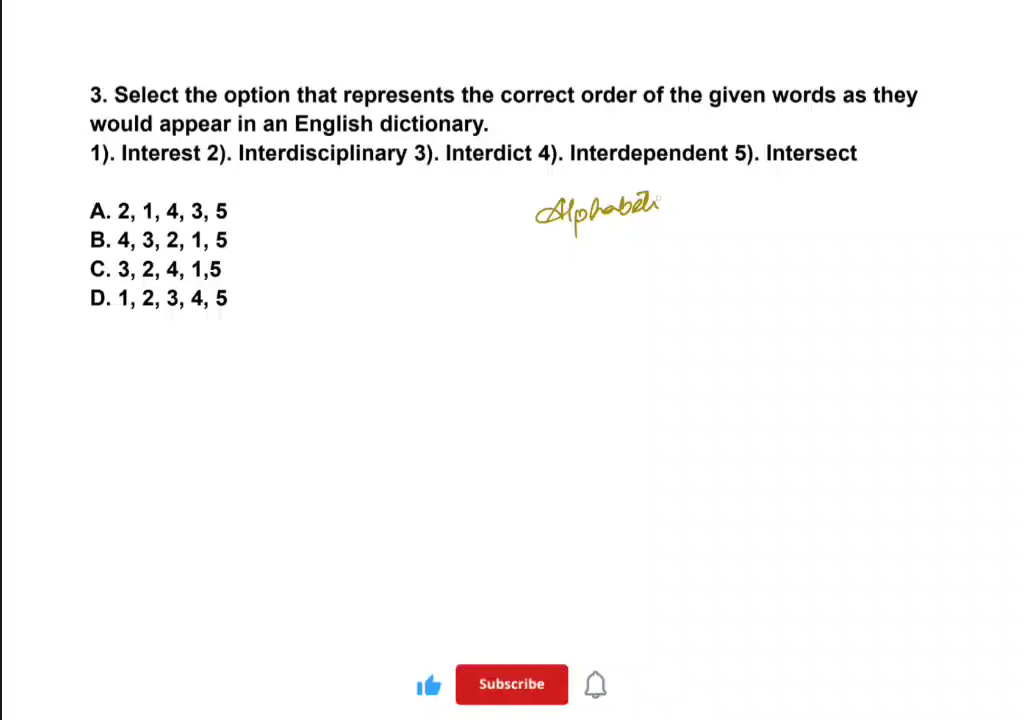 3. Select the option that represents the correct order of the given words as they
would appear in an English dictionary.
1). Interest 2). Interdisciplinary 3). Interdict 4). Interdependent 5). Intersect
A. 2, 1, 4, 3, 5
Alphabeti
B. 4, 3, 2, 1, 5
C. 3, 2, 4, 1,5
D. 1, 2, 3, 4, 5
Subscribe